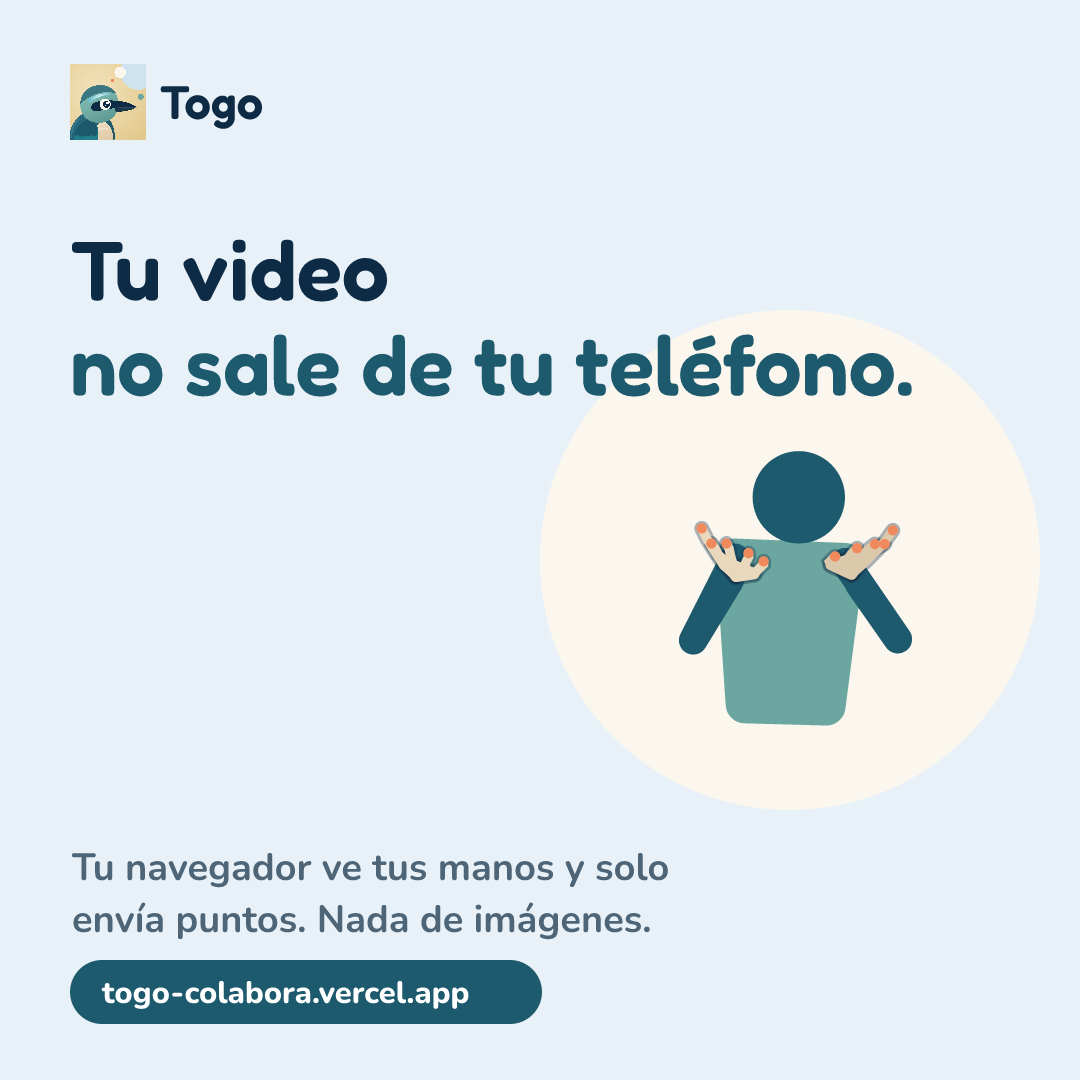 Togo
Tu video
no sale de tu teléfono.
Tu navegador ve tus manos y solo
envía puntos. Nada de imágenes.
togo-colabora.vercel.app